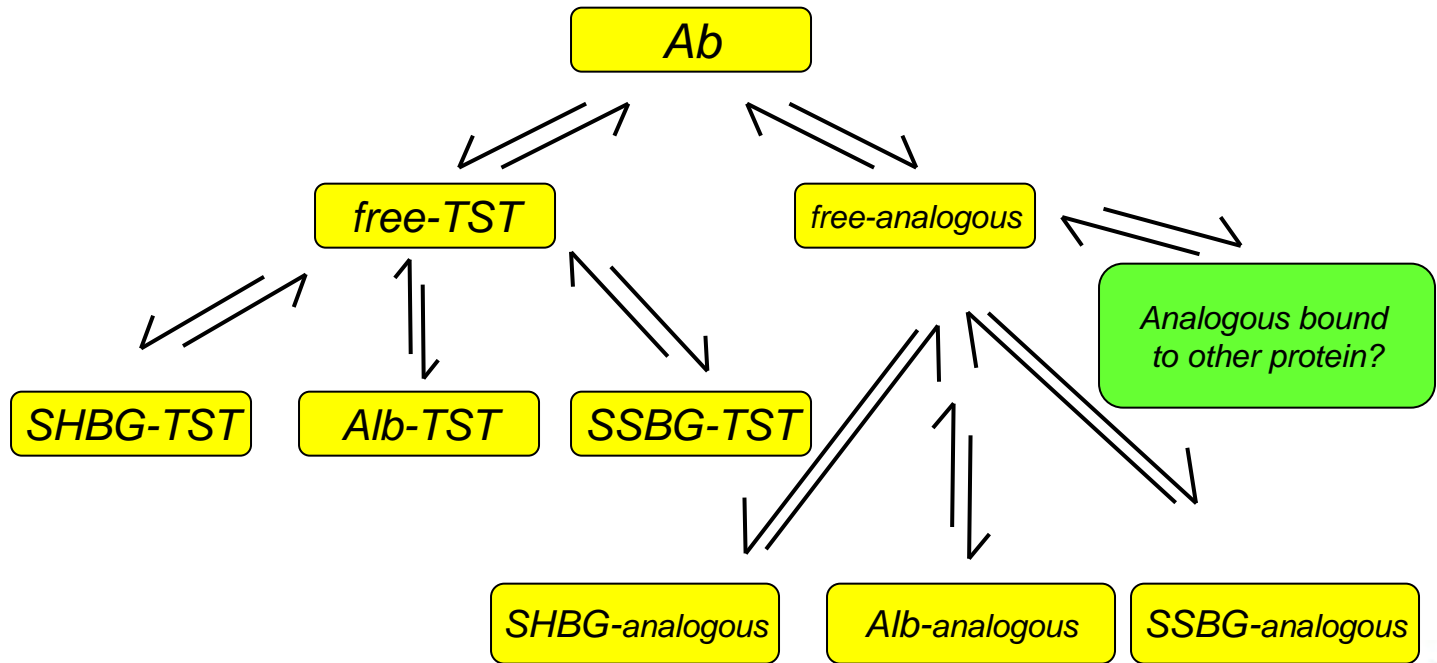 Ab
free-TST
free-analogous
Analogous bound
to other protein?
SHBG-TST
Alb-TST
SSBG-TST
SHBG-analogous
Alb-analogous
SSBG-analogous